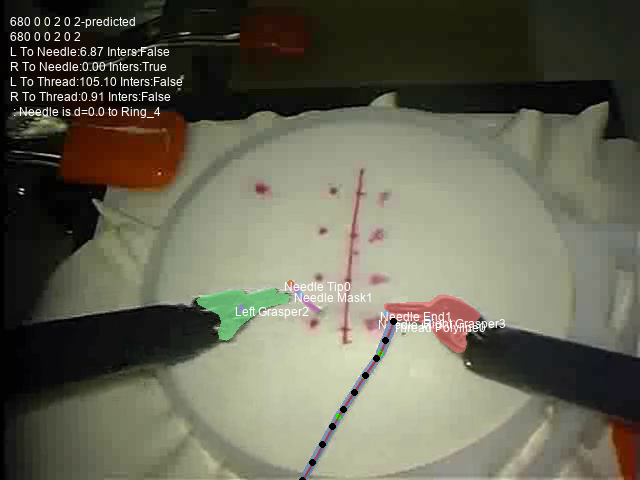 680 0 0 2 0 2-predicted
680 0 0 2 0 2
L To Needle:6.87 Inters:False
R To Needle:0.00 Inters:True
L To Thread:105.10 Inters:False
R To Thread:0.91 Inters:False
: Needle is d=0.0 to Ring_4
Needle Tip0
Needle Mask1
Left Grasper2
Needle End1
Right Grasper3
Thread Polyline0